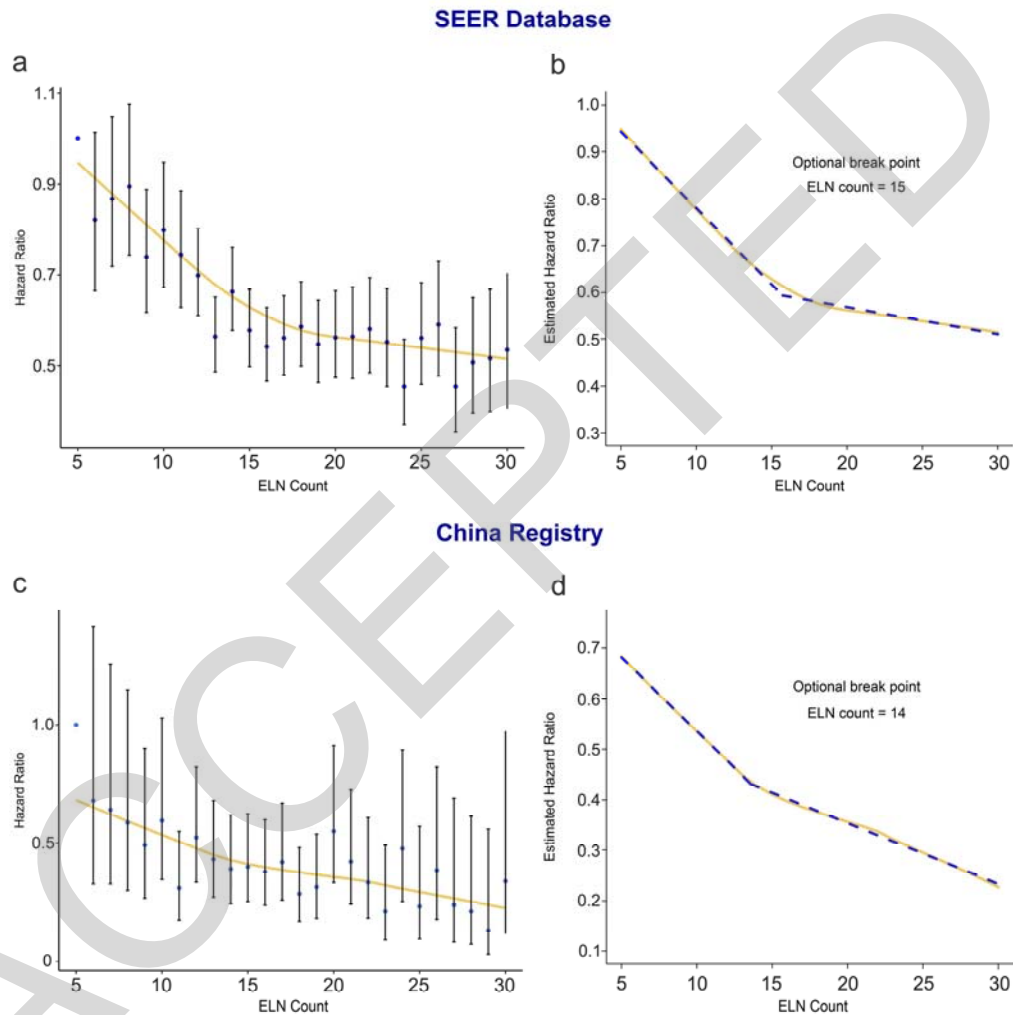 SEER Database
a
1.1
0.9
0.7
0.5
Hazard Ratio
5 10 15 20 25 30
ELN Count
b
1.0
0.9
0.8
0.7
0.6
0.5
0.4
0.3
Estimated Hazard Ratio
Optional break point
ELN count = 15
5 10 15 20 25 30
ELN Count
China Registry
c
1.0
0.5
0
Hazard Ratio
5 10 15 20 25 30
ELN Count
d
0.7
0.6
0.5
0.4
0.3
0.2
0.1
Estimated Hazard Ratio
Optional break point
ELN count = 14
5 10 15 20 25 30
ELN Count
ACCEPTED